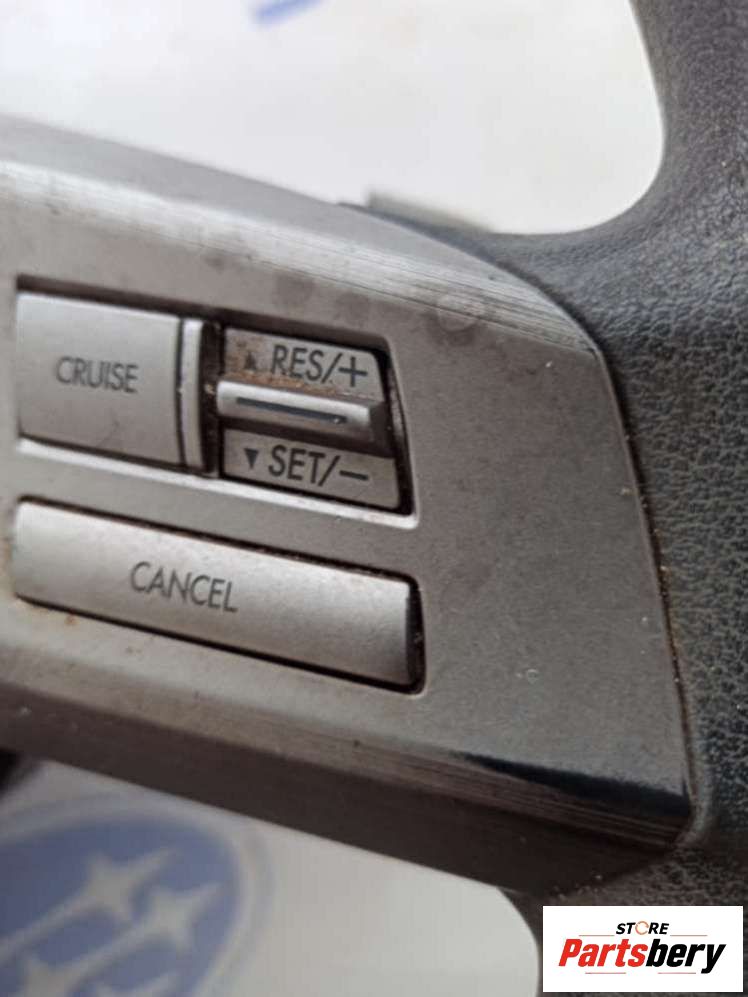 CRUISE
▲ RES/+
▼ SET/−
CANCEL
STORE
Partsbery